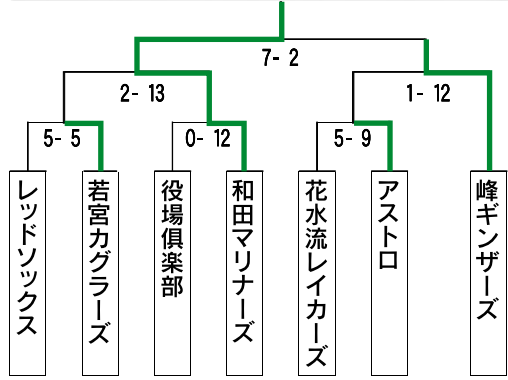 7- 2
2- 13
1- 12
5- 5
0- 12
5- 9
レッドソックス
若宮カグラーズ
役場俱楽部
和田マリナーズ
花水流レイカーズ
アストロ
峰ギンザーズ